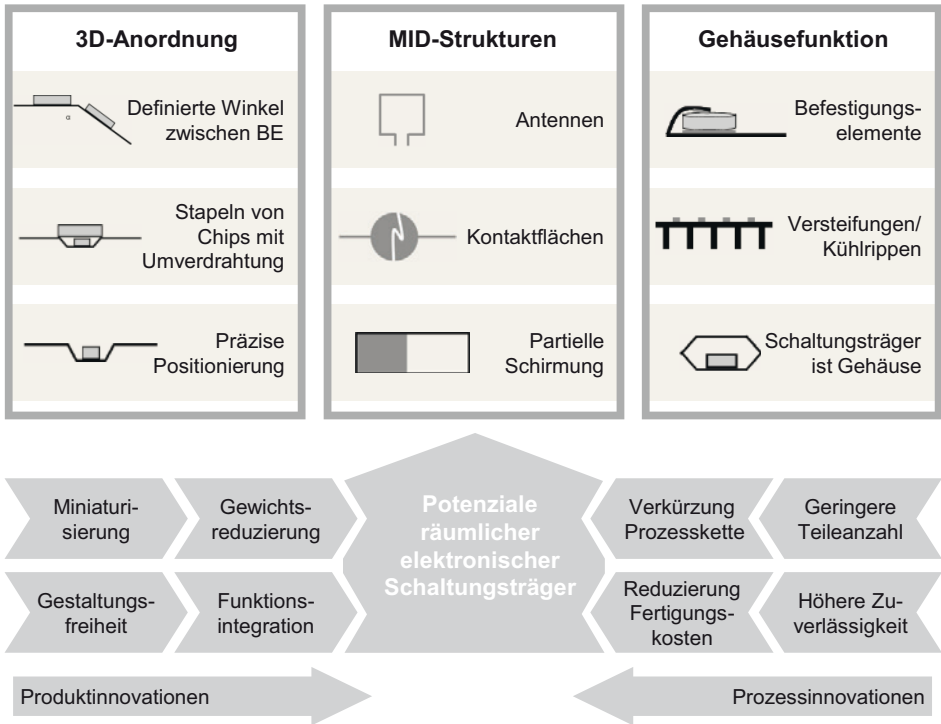 3D-Anordnung
Definierte Winkel
zwischen BE
α
Stapeln von
Chips mit
Umverdrahtung
Präzise
Positionierung
MID-Strukturen
Antennen
Kontaktflächen
Partielle
Schirmung
Gehäusefunktion
Befestigungs-
elemente
Versteifungen/
Kühlrippen
Schaltungsträger
ist Gehäuse
Miniaturi-
sierung
Gewichts-
reduzierung
Potenziale
räumlicher
elektronischer
Schaltungsträger
Verkürzung
Prozesskette
Geringere
Teileanzahl
Gestaltungs-
freiheit
Funktions-
integration
Reduzierung
Fertigungs-
kosten
Höhere Zu-
verlässigkeit
Produktinnovationen
Prozessinnovationen